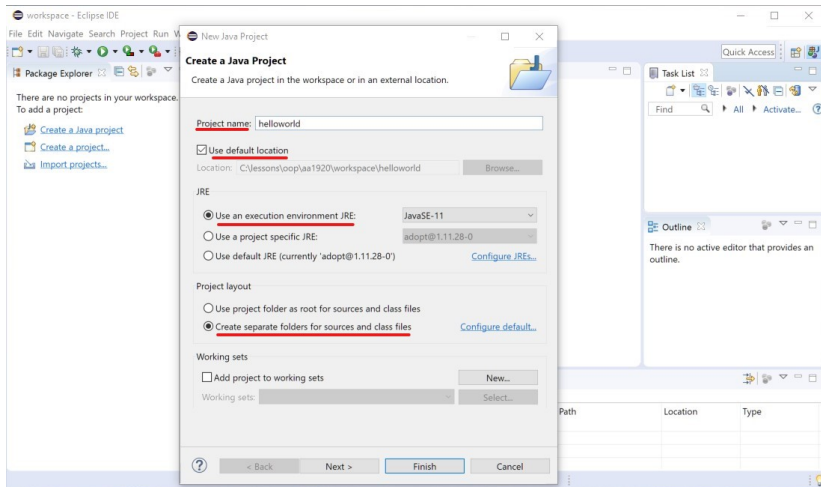 workspace - Eclipse IDE
File Edit Navigate Search Project Run W
Quick Access
Package Explorer
There are no projects in your workspace.
To add a project:
Create a Java project
Create a project...
Import projects...
New Java Project
Create a Java Project
Create a Java project in the workspace or in an external location.
Project name: helloworld
Use default location
Location: C:\lessons\oop\aa1920\workspace\helloworld Browse...
JRE
Use an execution environment JRE: JavaSE-11
Use a project specific JRE: adopt@1.11.28-0
Use default JRE (currently 'adopt@1.11.28-0') Configure JREs...
Project layout
Use project folder as root for sources and class files
Create separate folders for sources and class files Configure default...
Working sets
Add project to working sets New...
Working sets: Select...
? < Back Next > Finish Cancel
Task List
Find All Activate... ?
Outline
There is no active editor that provides an
outline.
Path Location Type